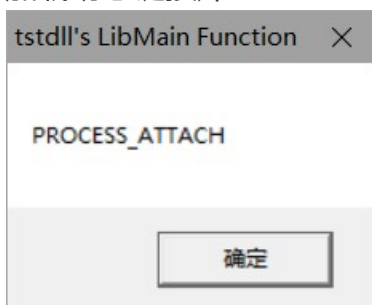 tstdll's LibMain Function
PROCESS_ATTACH
确定